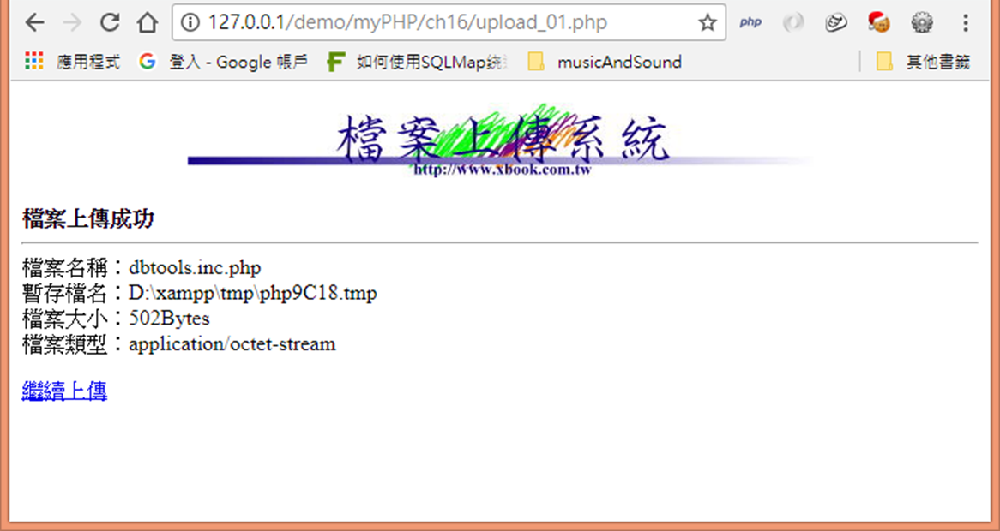 127.0.0.1/demo/myPHP/ch16/upload_01.php php
應用程式 登入 - Google 帳戶 如何使用SQLMap musicAndSound 其他書籤
檔案上傳系統
http://www.xbook.com.tw
檔案上傳成功
檔案名稱：dbtools.inc.php
暫存檔名：D:\xampp\tmp\php9C18.tmp
檔案大小：502Bytes
檔案類型：application/octet-stream
繼續上傳